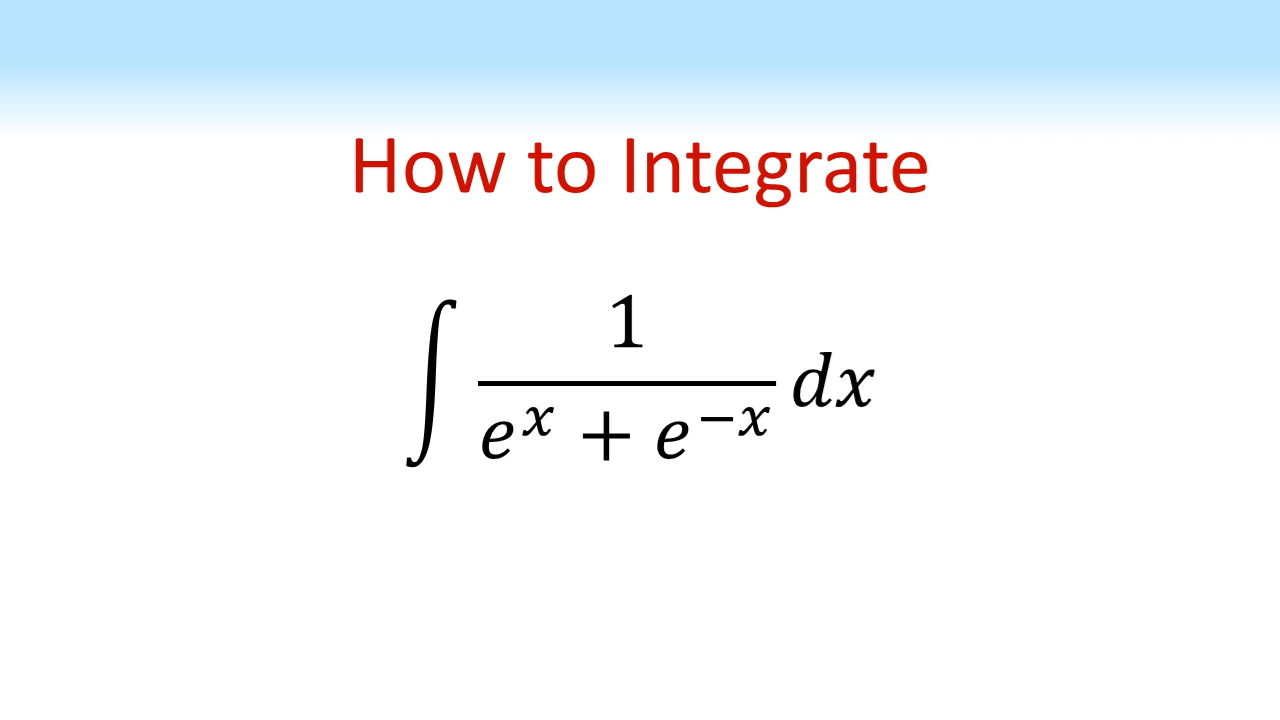 How to Integrate
∫ 1/(e^x + e^−x) dx